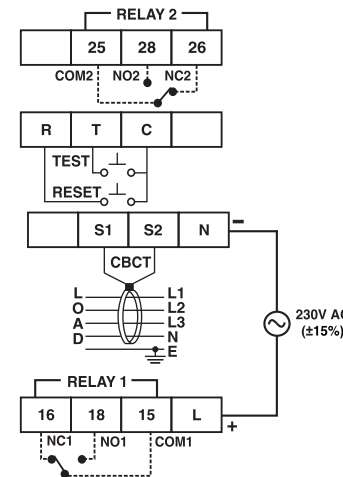 RELAY 2
25 28 26
COM2 NO2 NC2
R T C
TEST
RESET
S1 S2 N
−
CBCT
L L1
O L2
A L3
D N
E
230V AC
(±15%)
RELAY 1
16 18 15 L
+
NC1 NO1 COM1